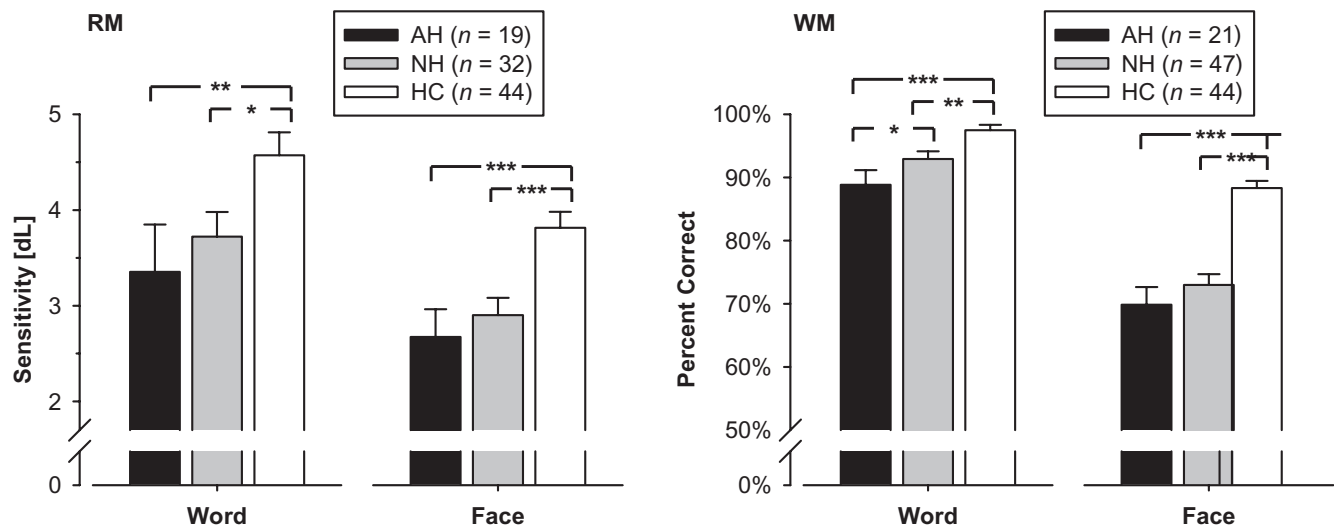 RM
AH (n = 19)
NH (n = 32)
HC (n = 44)
**
*
***
***
Sensitivity [dL]
5
4
3
2
0
Word
Face
WM
AH (n = 21)
NH (n = 47)
HC (n = 44)
***
**
*
***
***
Percent Correct
100%
90%
80%
70%
60%
50%
0%
Word
Face